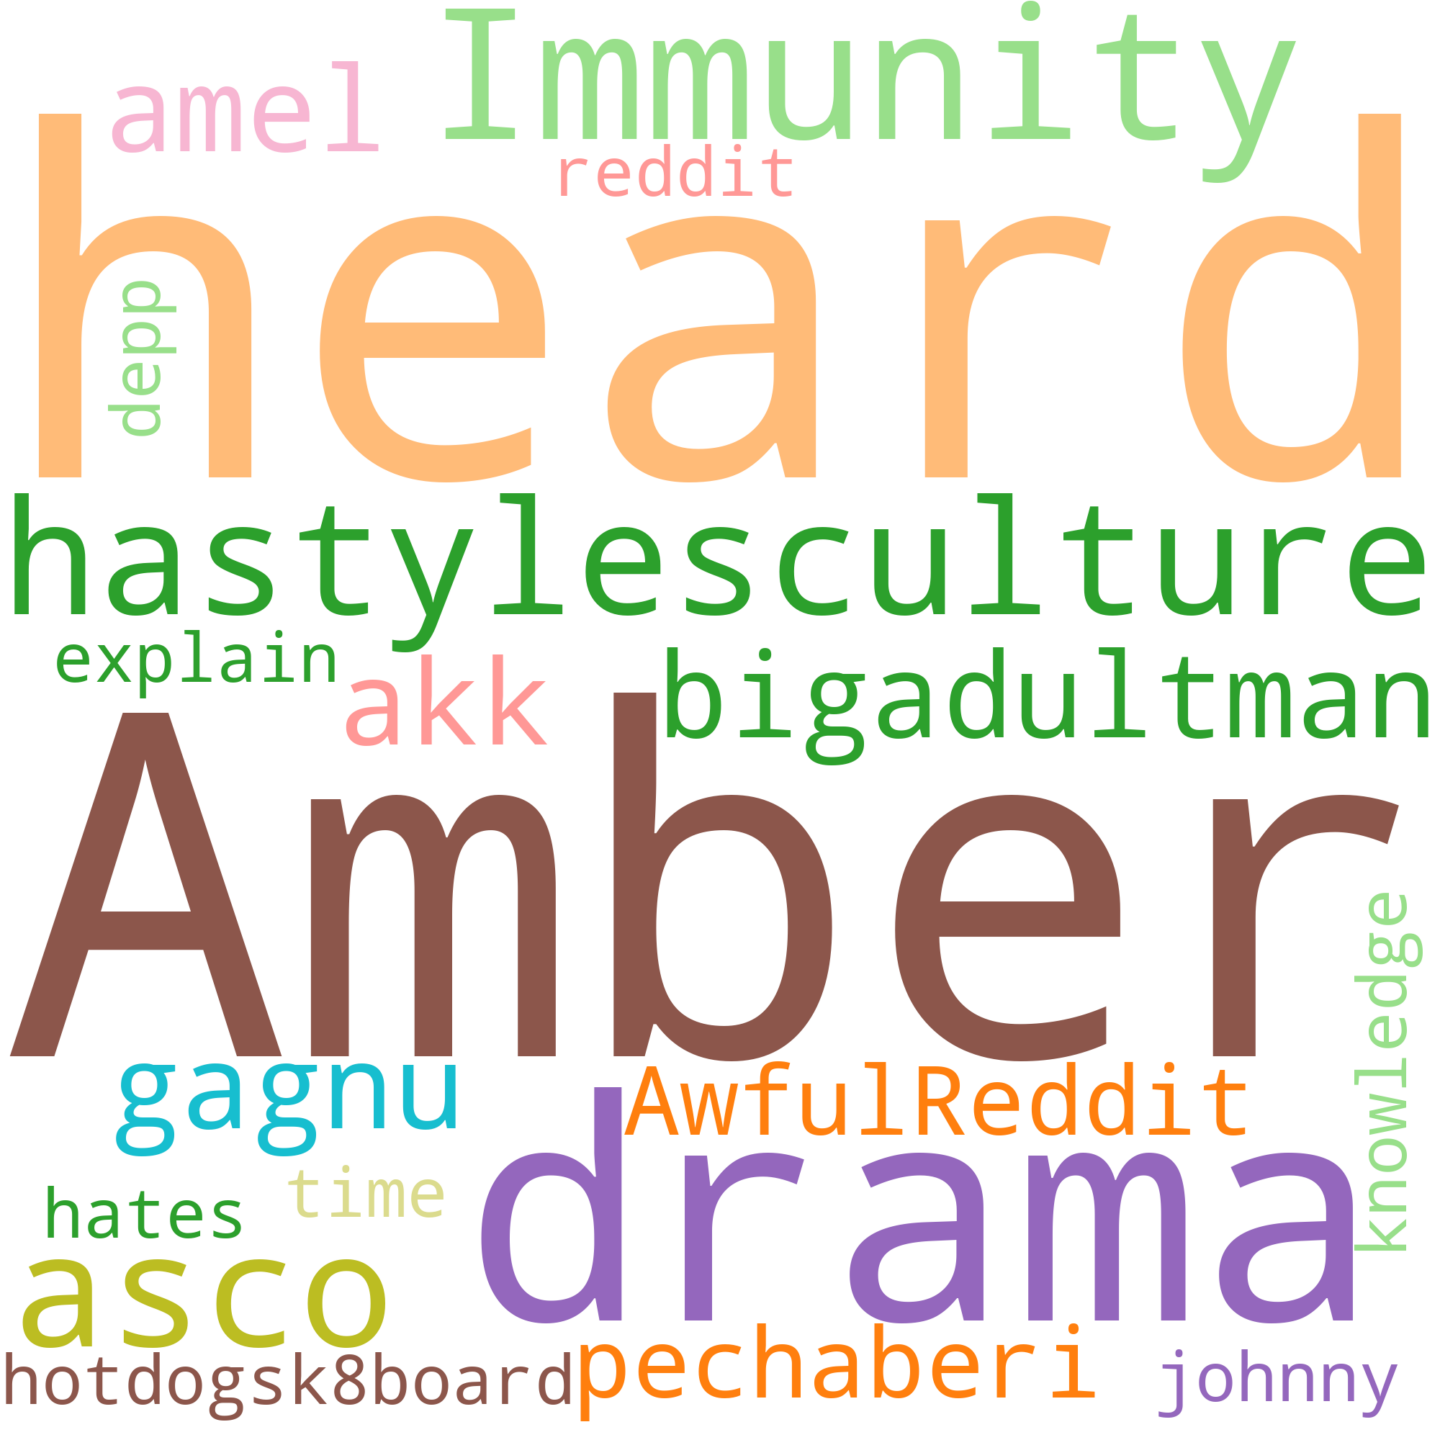 Immunity
amel
reddit
heard
depp
hastylesculture
explain
akk
bigadultman
Amber
knowledge
gagnu
AwfulReddit
drama
time
hates
asco
pechaberi
hotdogsk8board
johnny